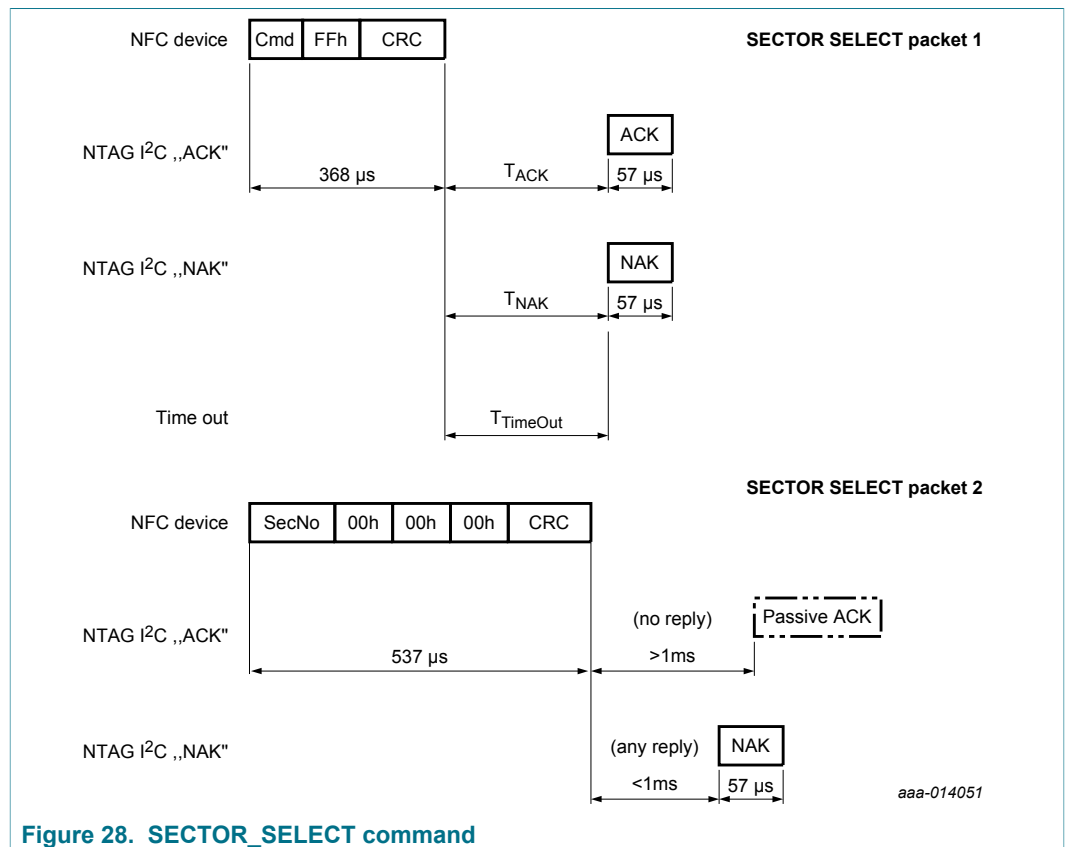 NFC device Cmd FFh CRC SECTOR SELECT packet 1
ACK
NTAG I2C ,,ACK"
368 μs TACK 57 μs
NAK
NTAG I2C ,,NAK"
TNAK 57 μs
Time out TTimeOut
SECTOR SELECT packet 2
NFC device SecNo 00h 00h 00h CRC
(no reply) Passive ACK
NTAG I2C ,,ACK"
537 μs >1ms
NTAG I2C ,,NAK" (any reply) NAK
<1ms 57 μs aaa-014051
Figure 28. SECTOR_SELECT command